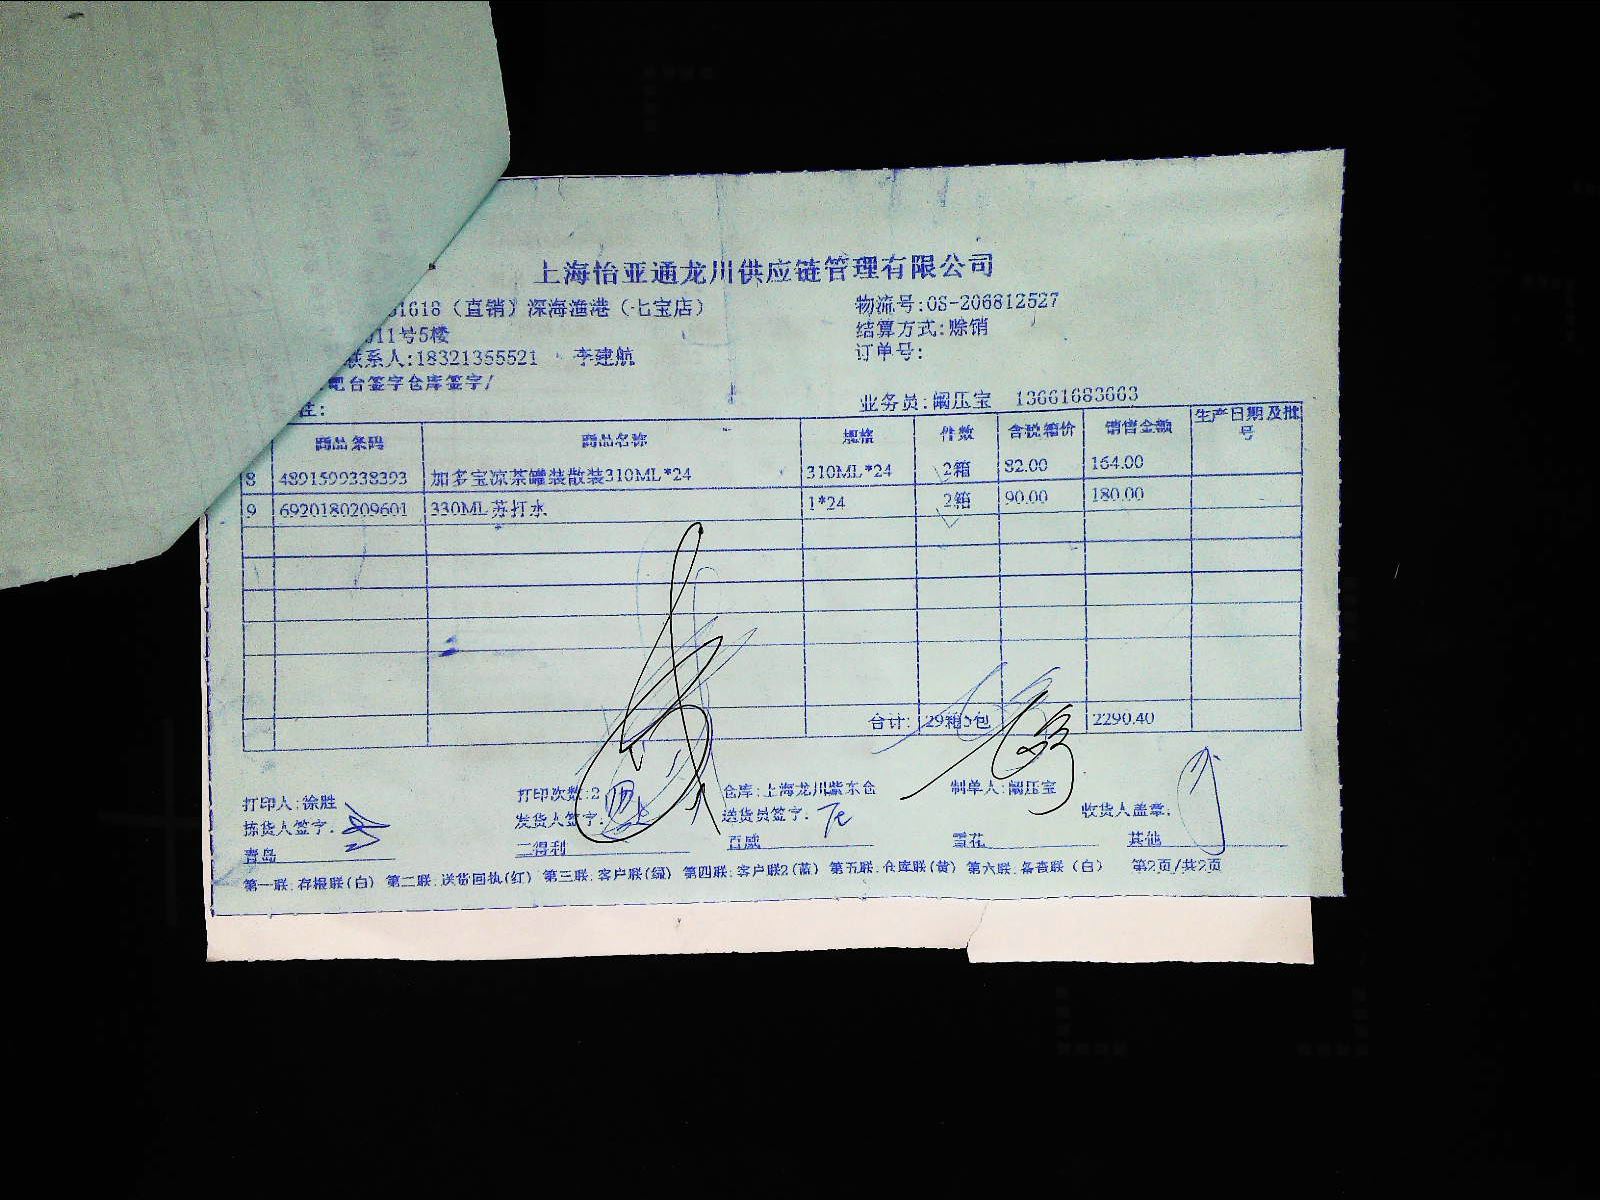 上海怡亚通龙川供应链管理有限公司
61618（直销）深海渔港（七宝店） 物流号:OS-206812527
011号5楼 结算方式:赊销
联系人:18321355521 李建航 订单号:
吧台签字仓库签字/
注: 业务员:阚压宝 13661683663
商品条码 商品名称 规格 件数 含税箱价 销售金额 生产日期及批号
8 4891599338393 加多宝凉茶罐装散装310ML*24 310ML*24 2箱 82.00 164.00
9 6920180209601 330ML苏打水 1*24 2箱 90.00 180.00
合计: 29箱 包 2290.40
打印人:徐胜 打印次数:2 仓库:上海龙川紫东仓 制单人:阚压宝
拣货人签字: 发货人签字: 送货员签字: 收货人盖章:
青岛 三得利 百威 雪花 其他
第一联:存根联(白) 第二联:送货回执(红) 第三联:客户联(绿) 第四联:客户联2(蓝) 第五联:仓库联(黄) 第六联:备查联(白) 第2页/共2页